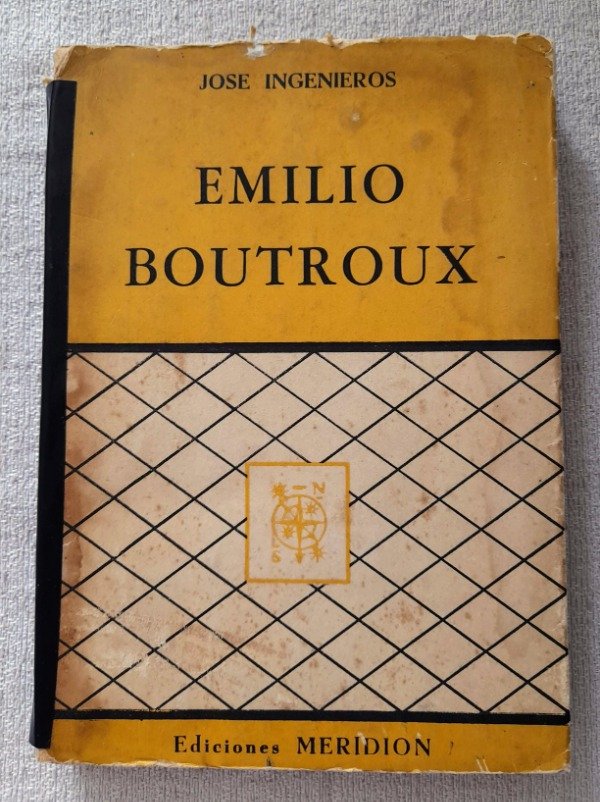 JOSE INGENIEROS
EMILIO
BOUTROUX
Ediciones MERIDION